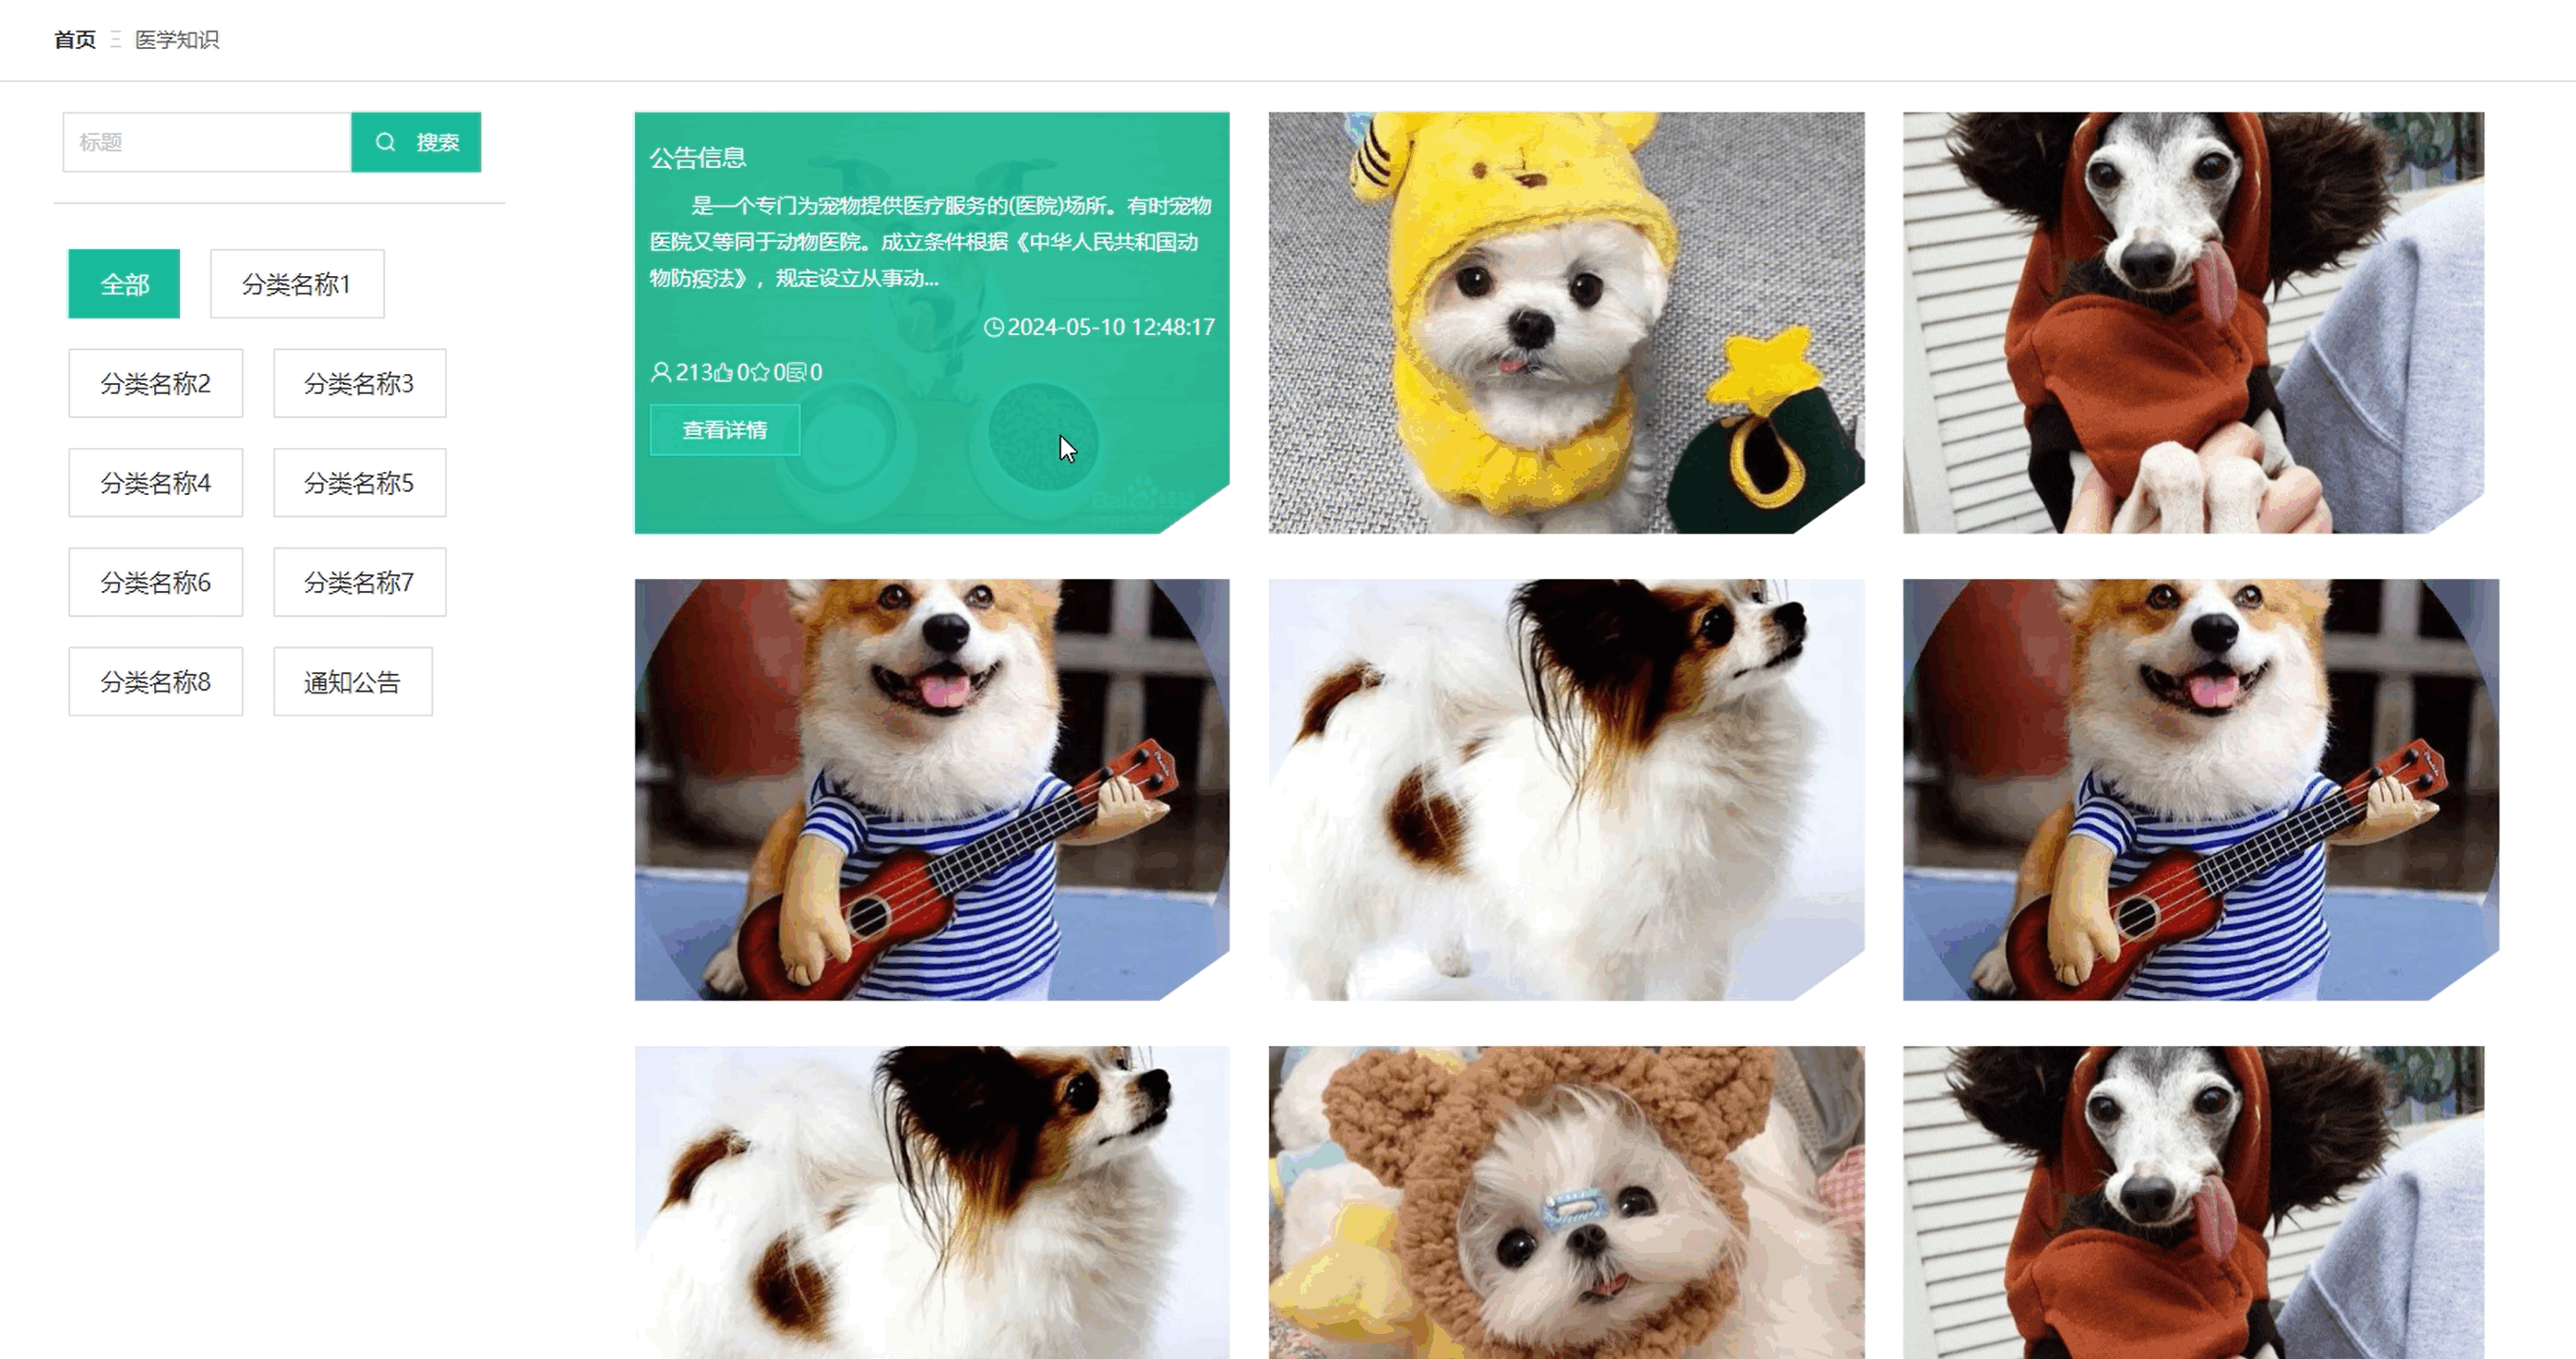 首页 医学知识
标题
搜索
全部
分类名称1
分类名称2
分类名称3
分类名称4
分类名称5
分类名称6
分类名称7
分类名称8
通知公告
公告信息
是一个专门为宠物提供医疗服务的(医院)场所。有时宠物
医院又等同于动物医院。成立条件根据《中华人民共和国动
物防疫法》，规定设立从事动...
2024-05-10 12:48:17
213 0 0 0
查看详情
Bai 经验